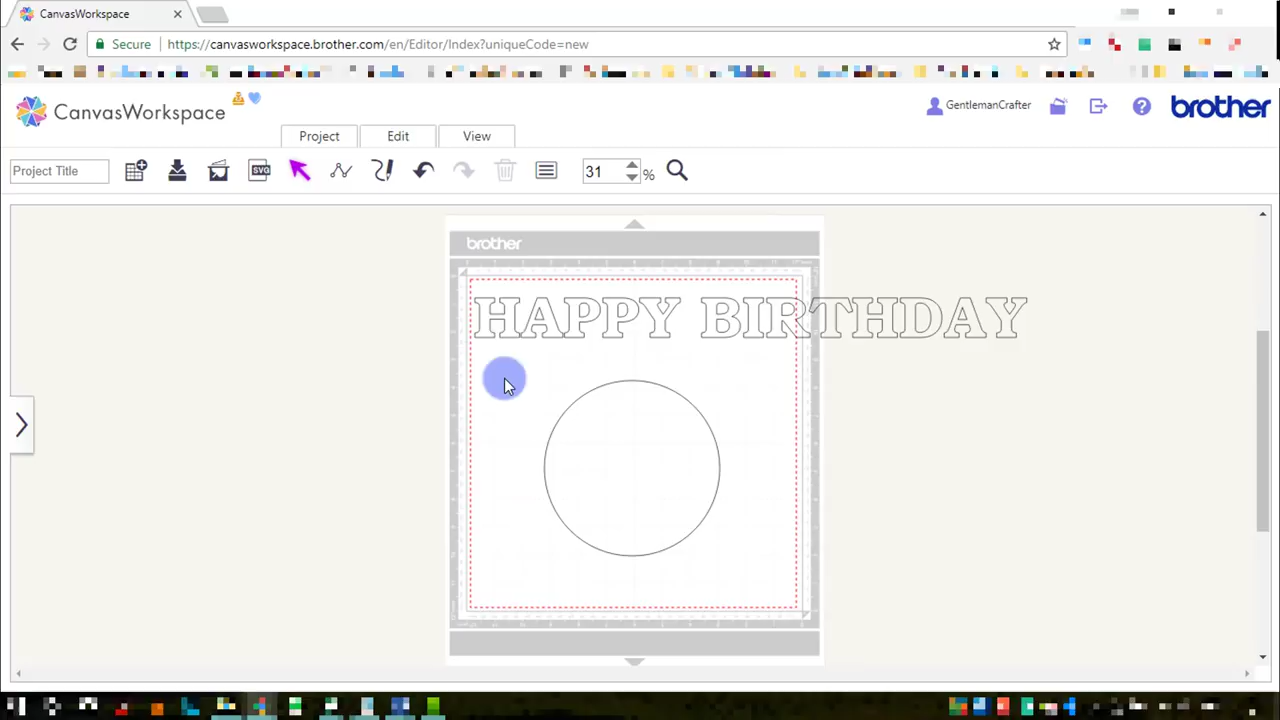 CanvasWorkspace
Secure https://canvasworkspace.brother.com/en/Editor/Index?uniqueCode=new
CanvasWorkspace
GentlemanCrafter
brother
Project Edit View
Project Title
SVG
31 %
brother
HAPPY BIRTHDAY